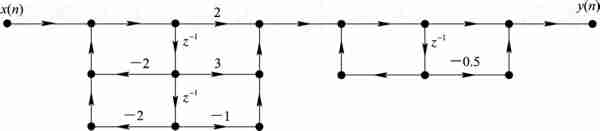 x(n) 2 y(n)
z⁻¹ z⁻¹
−2 3 −0.5
z⁻¹
−2 −1